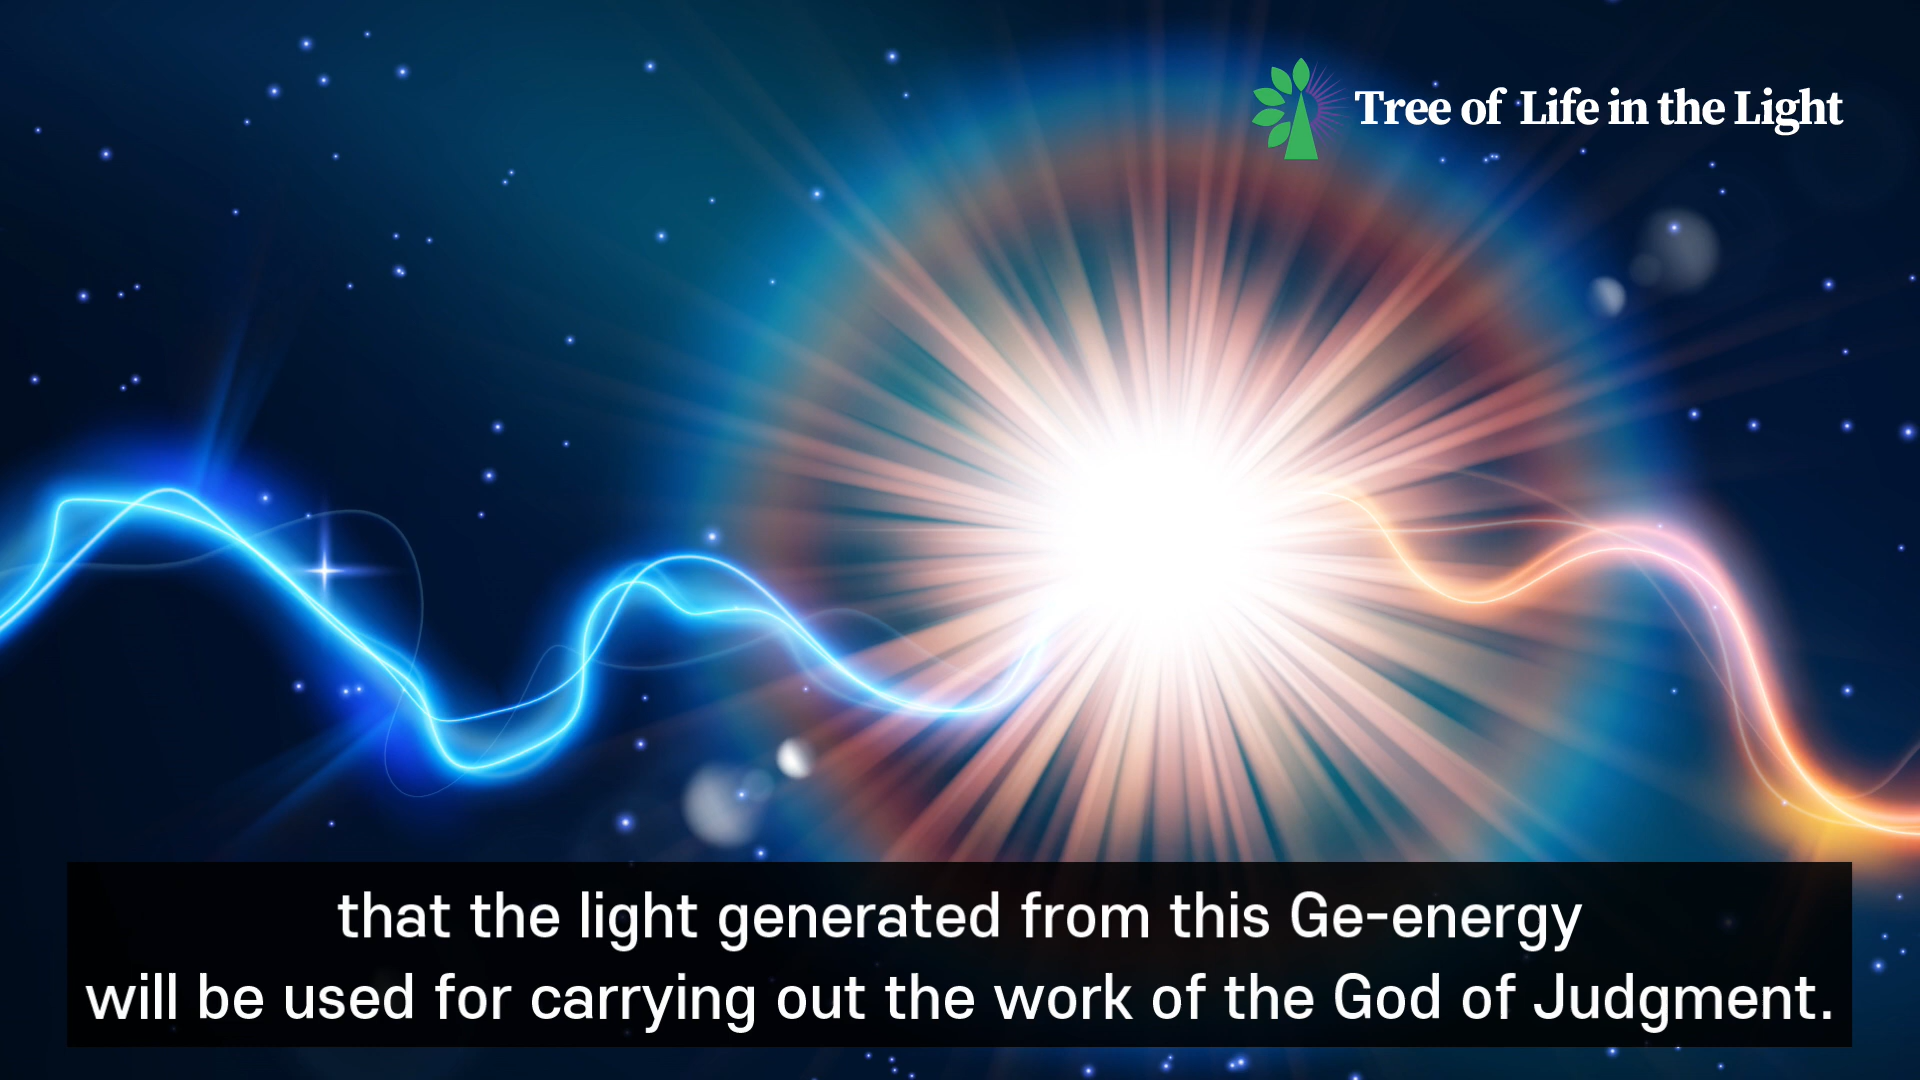 Tree of Life in the Light
that the light generated from this Ge-energy
will be used for carrying out the work of the God of Judgment.